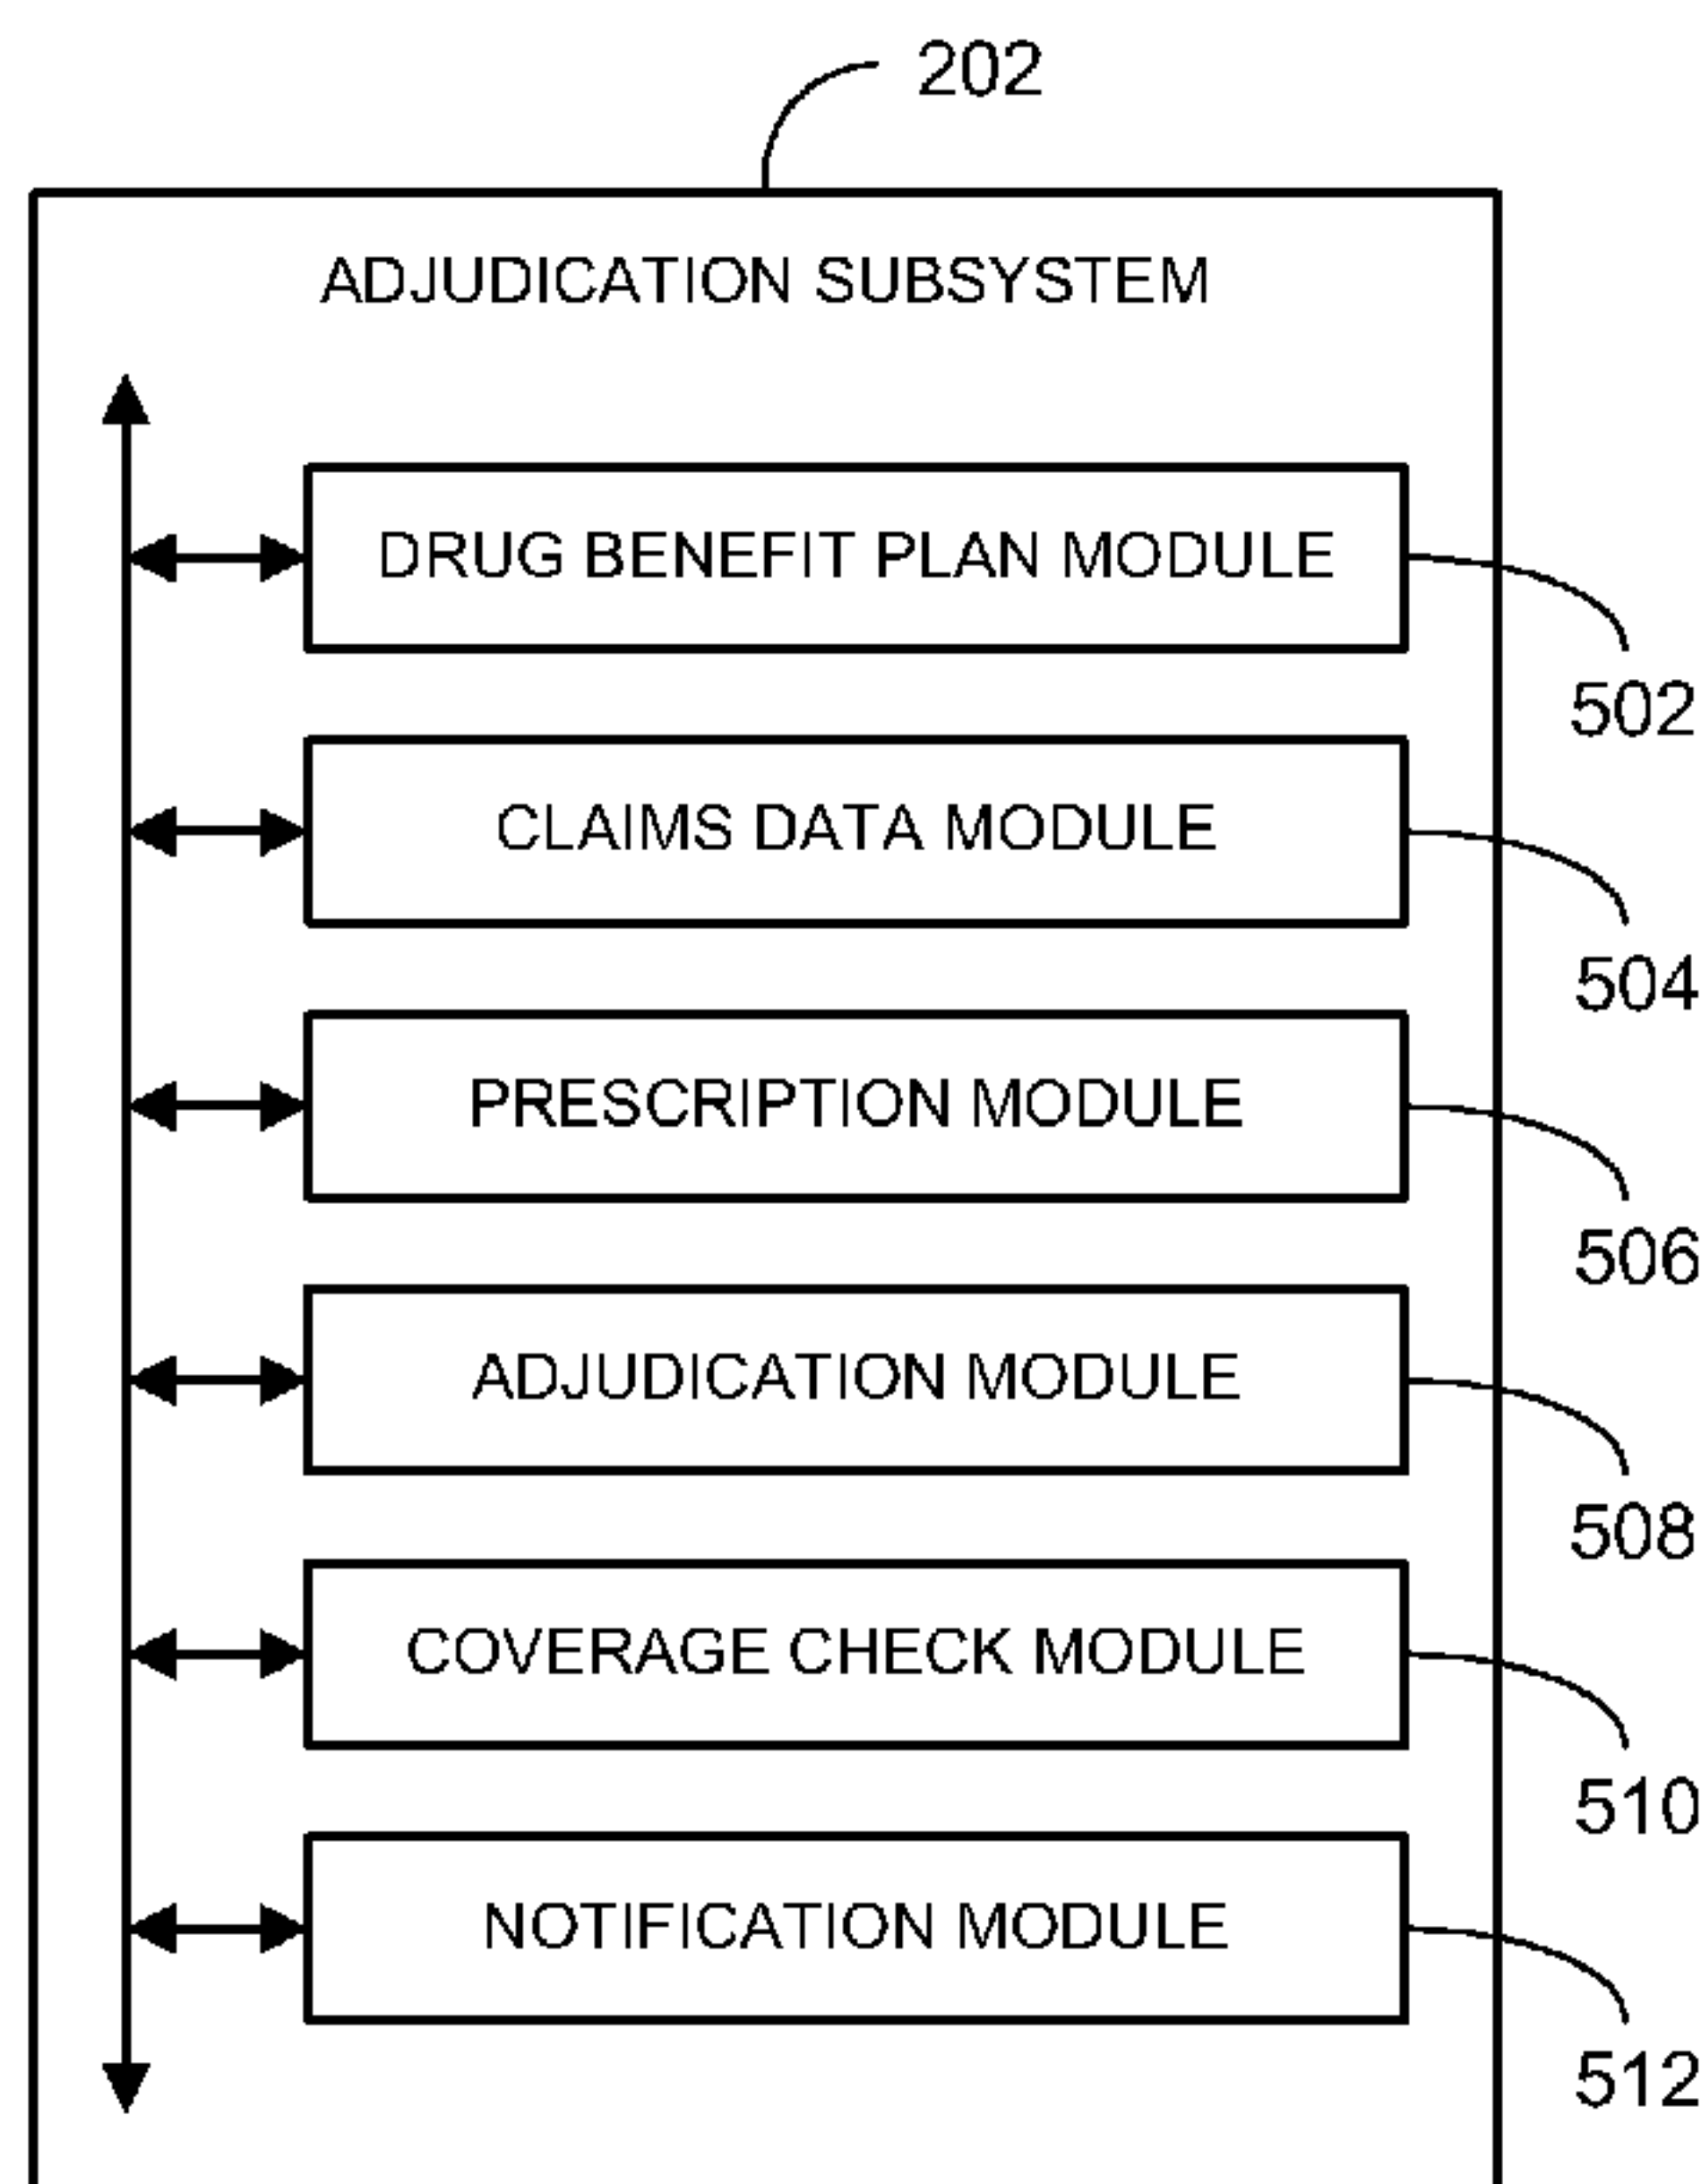 202
ADJUDICATION SUBSYSTEM
DRUG BENEFIT PLAN MODULE
502
CLAIMS DATA MODULE
504
PRESCRIPTION MODULE
506
ADJUDICATION MODULE
508
COVERAGE CHECK MODULE
510
NOTIFICATION MODULE
512